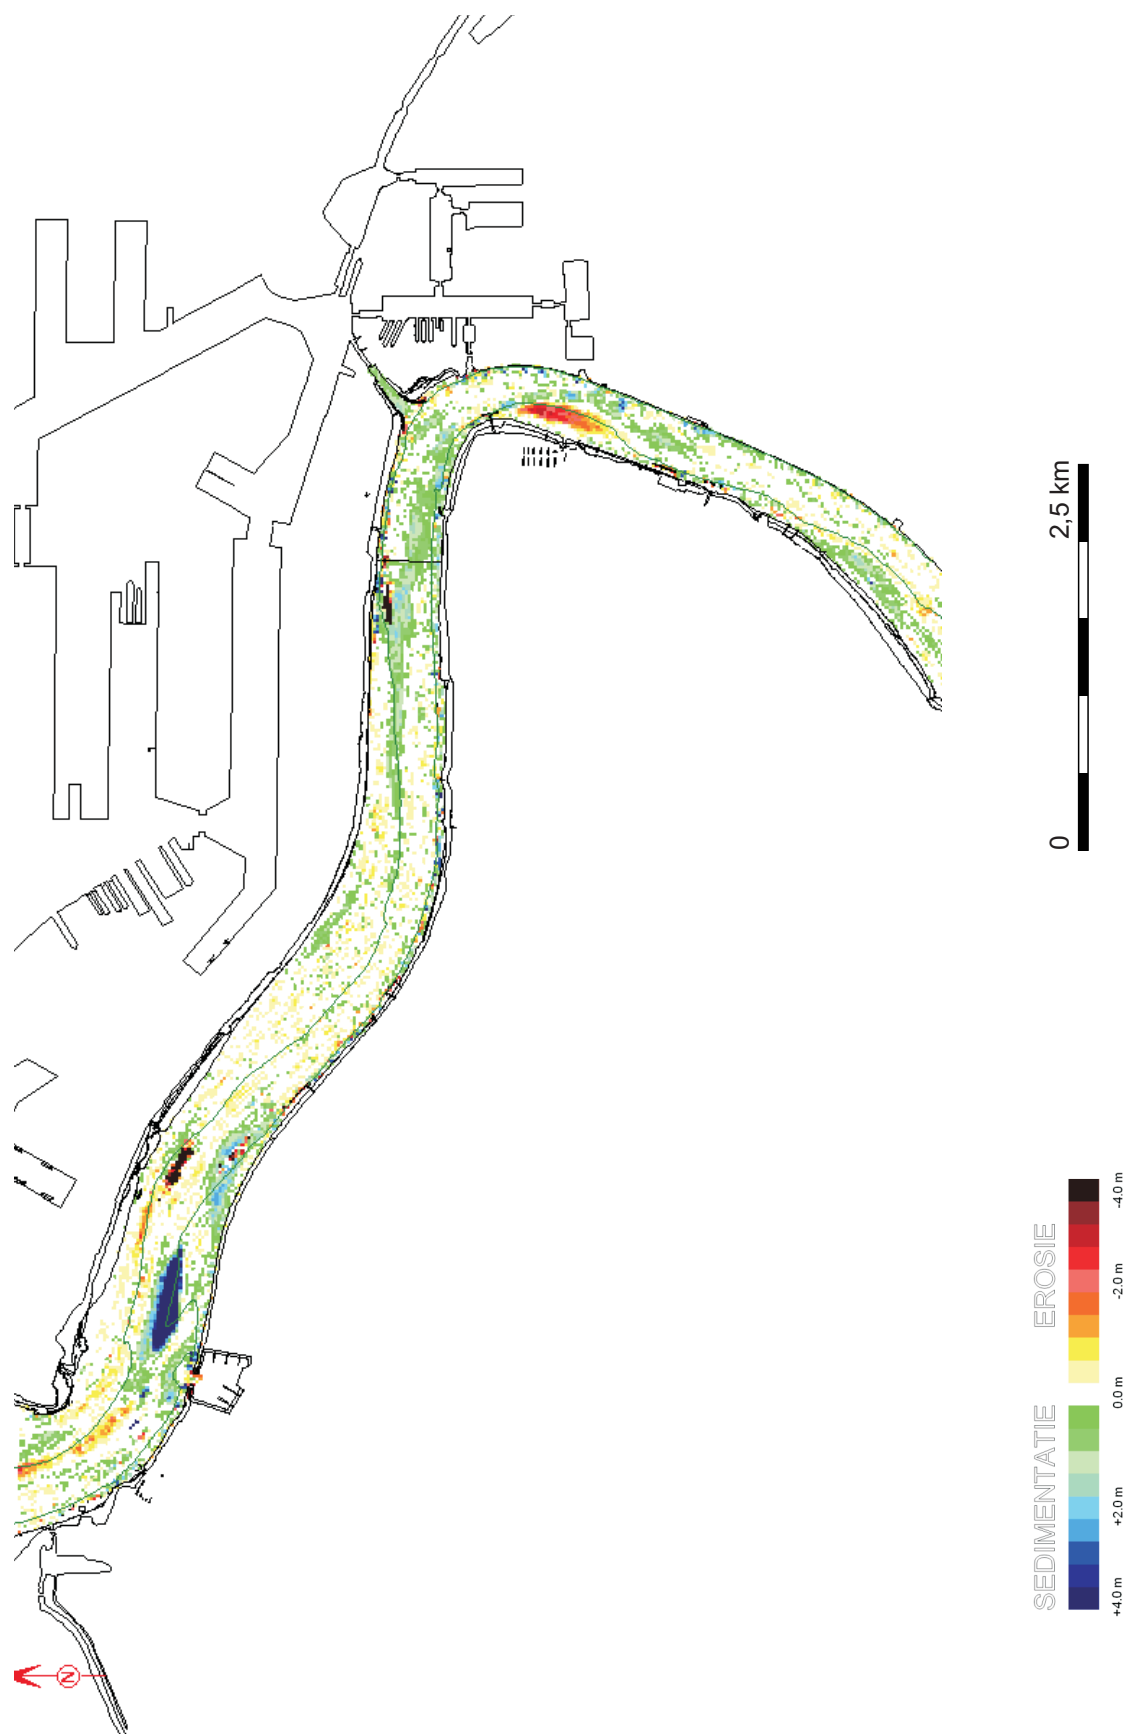 N
0
2,5 km
SEDIMENTATIE
EROSIE
+4.0 m
+2.0 m
0.0 m
-2.0 m
-4.0 m